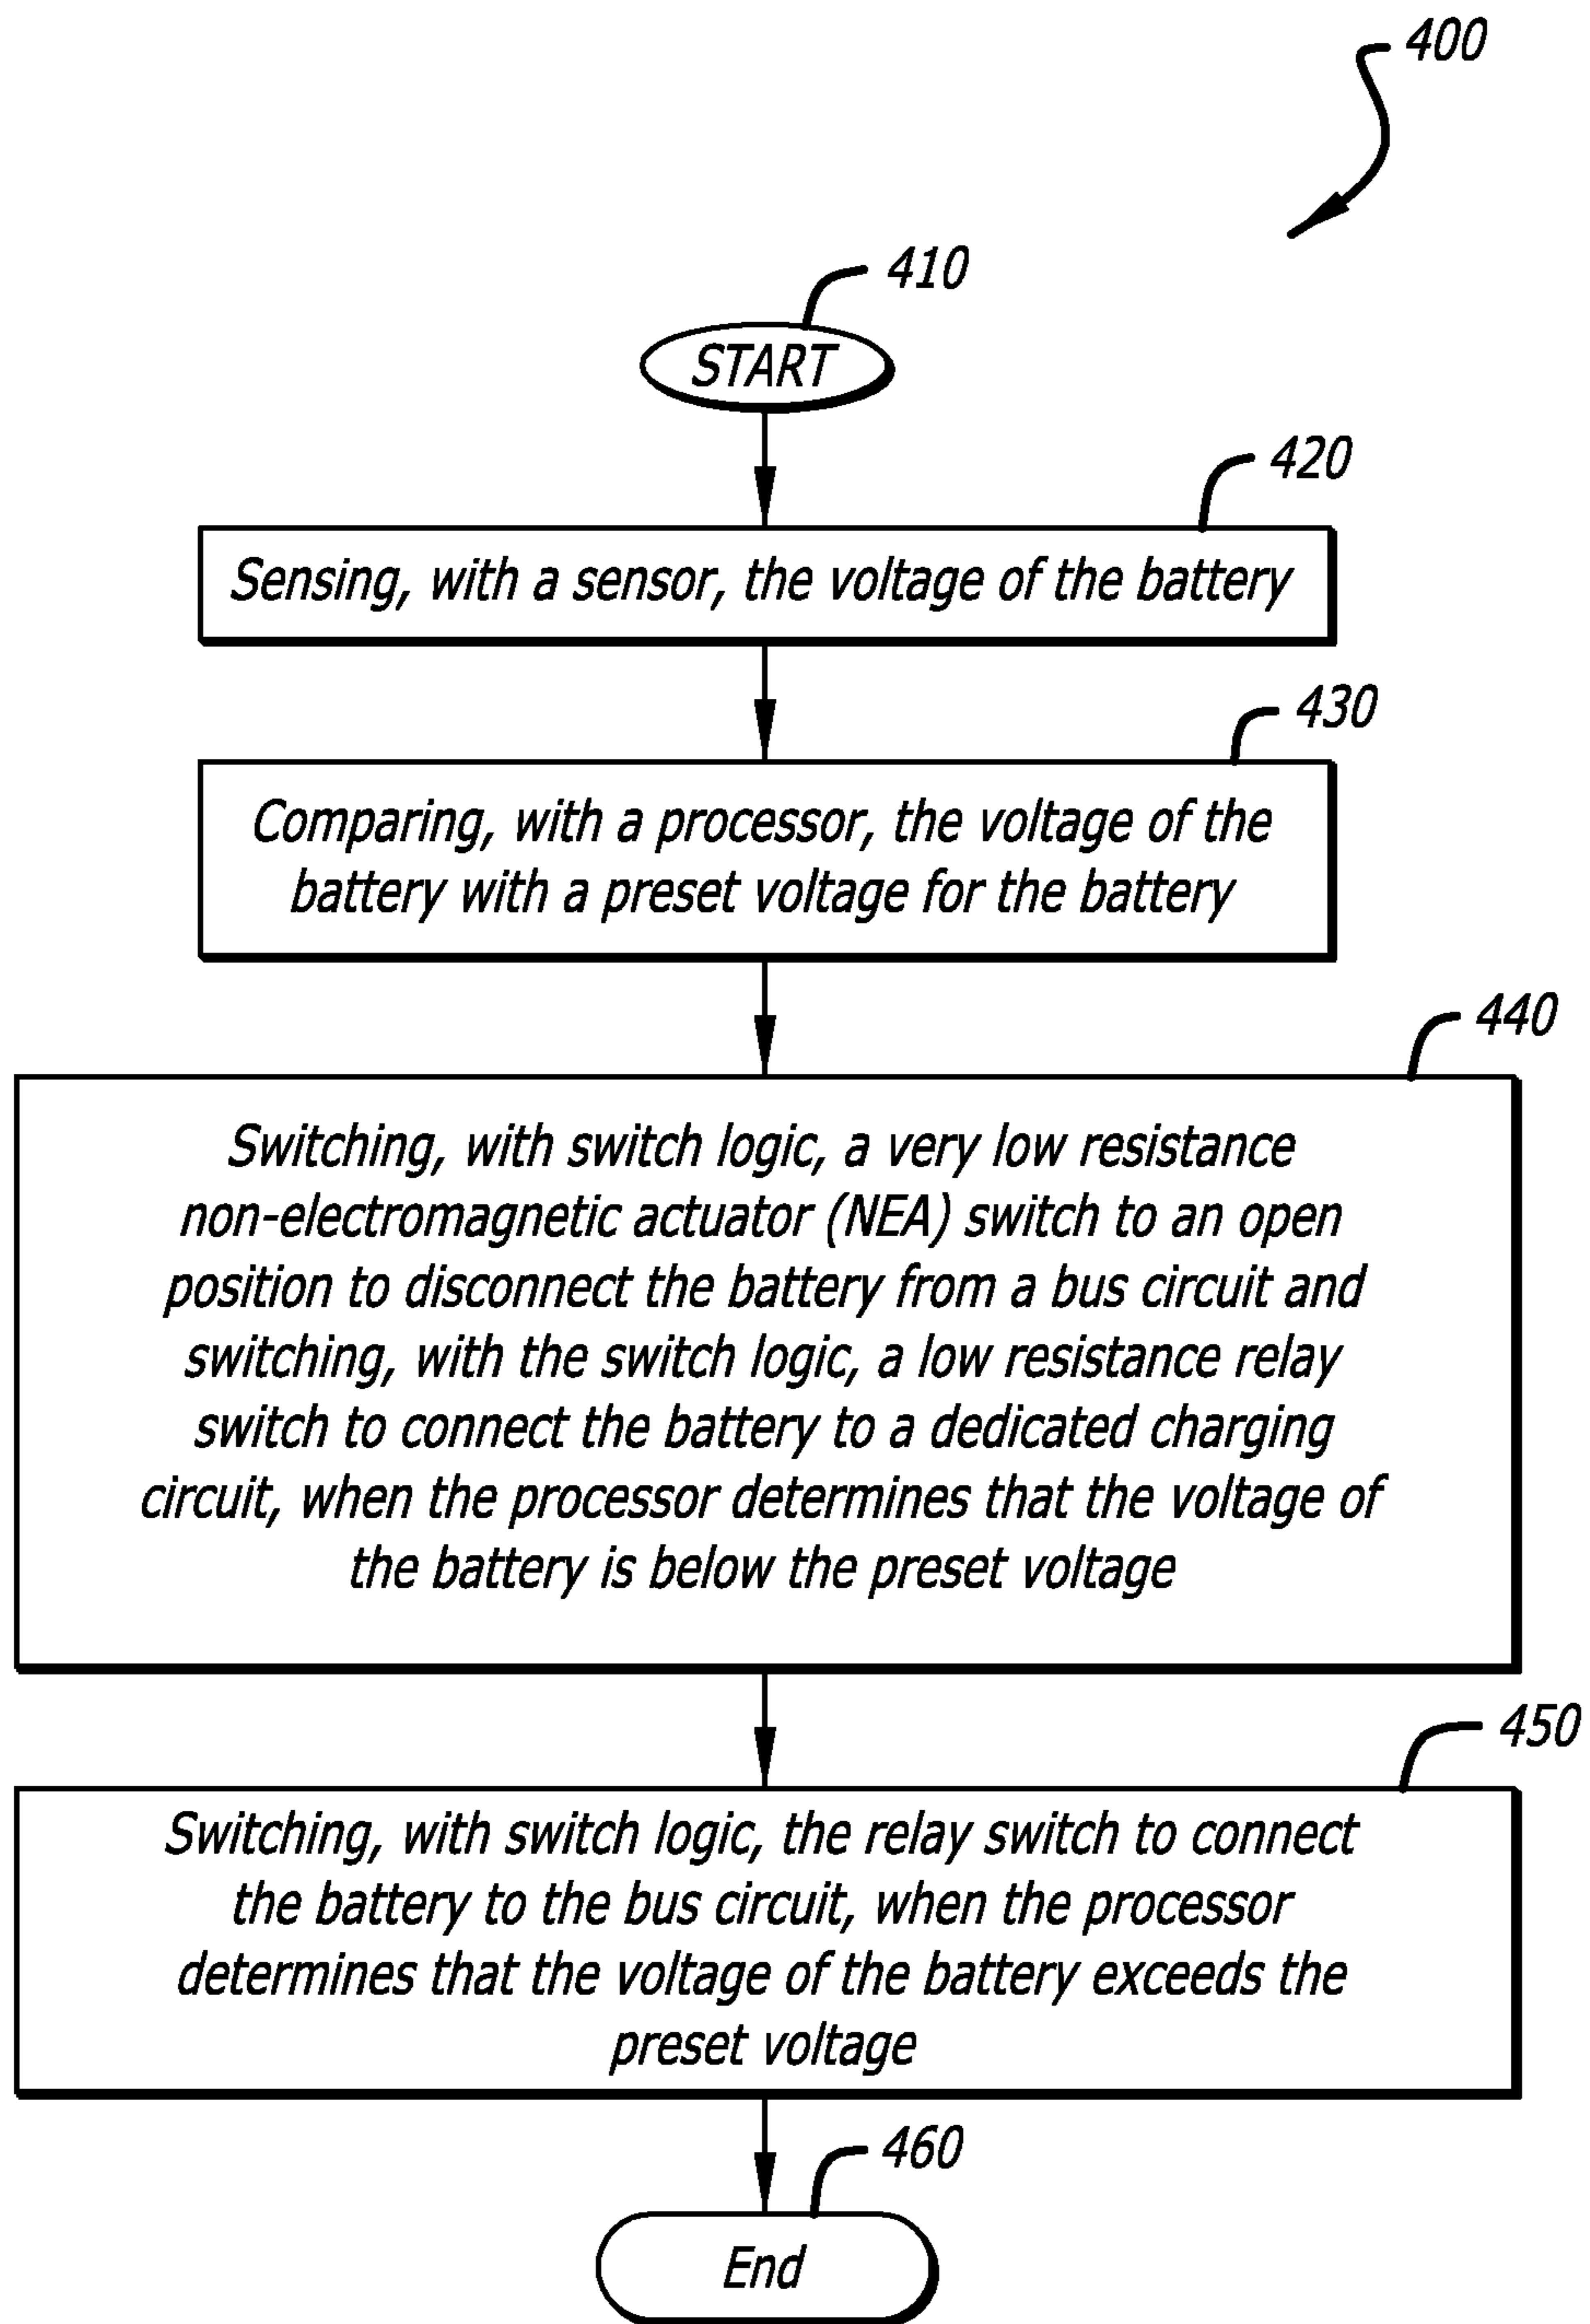 400
410
START
420
Sensing, with a sensor, the voltage of the battery
430
Comparing, with a processor, the voltage of the
battery with a preset voltage for the battery
440
Switching, with switch logic, a very low resistance
non-electromagnetic actuator (NEA) switch to an open
position to disconnect the battery from a bus circuit and
switching, with the switch logic, a low resistance relay
switch to connect the battery to a dedicated charging
circuit, when the processor determines that the voltage of
the battery is below the preset voltage
450
Switching, with switch logic, the relay switch to connect
the battery to the bus circuit, when the processor
determines that the voltage of the battery exceeds the
preset voltage
460
End